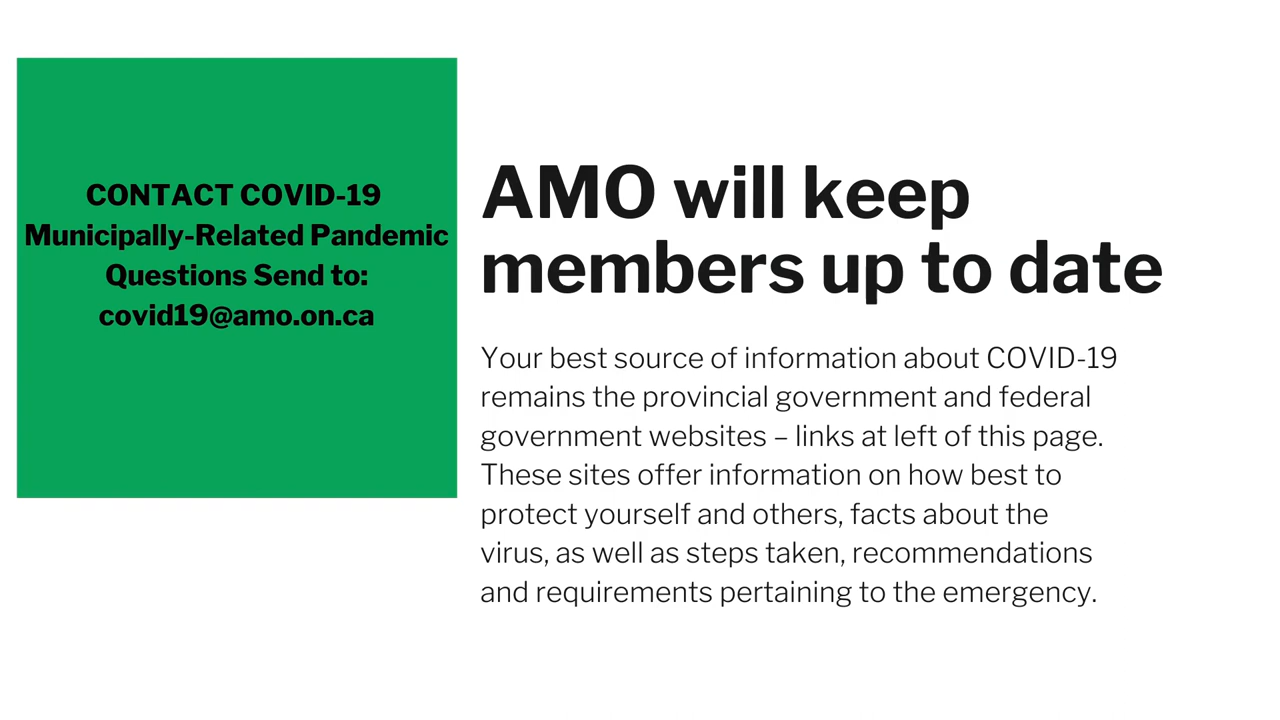 CONTACT COVID-19
Municipally-Related Pandemic
Questions Send to:
covid19@amo.on.ca
AMO will keep
members up to date
Your best source of information about COVID-19
remains the provincial government and federal
government websites – links at left of this page.
These sites offer information on how best to
protect yourself and others, facts about the
virus, as well as steps taken, recommendations
and requirements pertaining to the emergency.